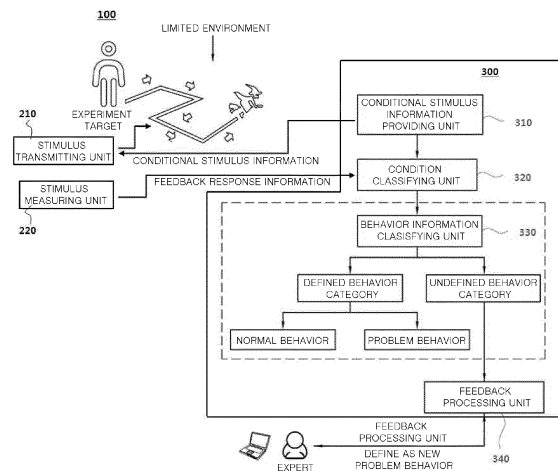 100
LIMITED ENVIRONMENT
300
EXPERIMENT
TARGET
210
STIMULUS
TRANSMITTING UNIT
CONDITIONAL STIMULUS INFORMATION
CONDITIONAL STIMULUS
INFORMATION
PROVIDING UNIT
310
STIMULUS
MEASURING UNIT
220
FEEDBACK RESPONSE INFORMATION
CONDITION
CLASSIFYING UNIT
320
BEHAVIOR INFORMATION
CLASISFYING UNIT
330
DEFINED BEHAVIOR
CATEGORY
UNDEFINED BEHAVIOR
CATEGORY
NORMAL BEHAVIOR
PROBLEM BEHAVIOR
FEEDBACK
PROCESSING UNIT
340
FEEDBACK
PROCESSING UNIT
DEFINE AS NEW
PROBLEM BEHAVIOR
EXPERT